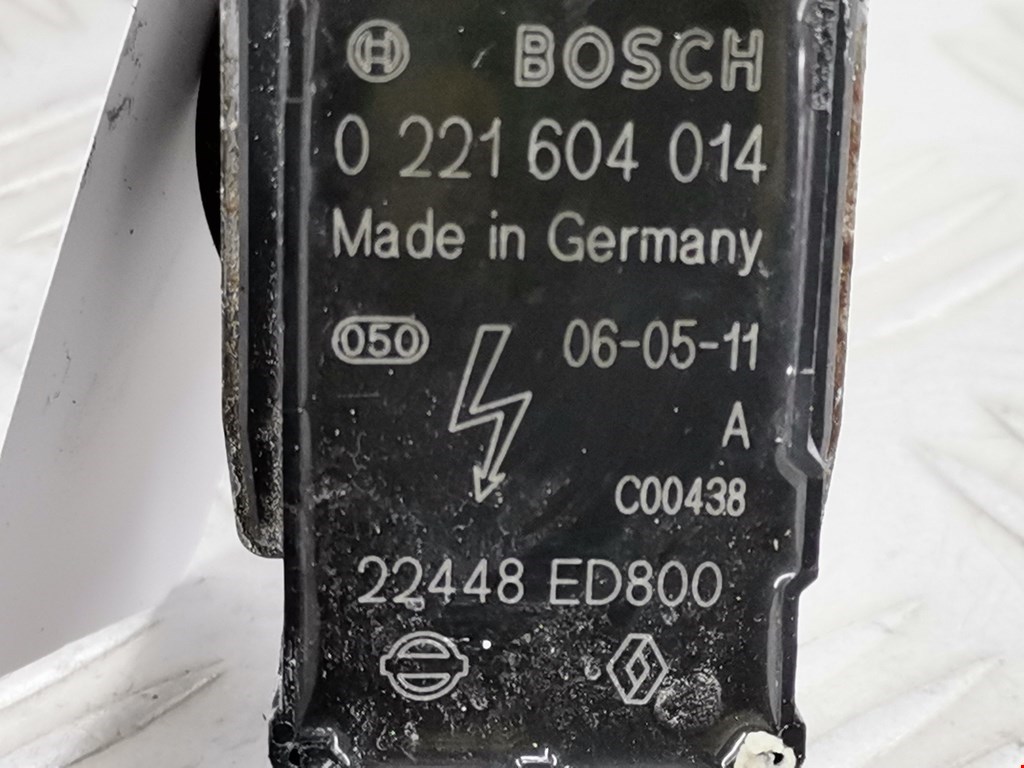 BOSCH
0 221 604 014
Made in Germany
050 06-05-11
A
C00438
22448 ED800